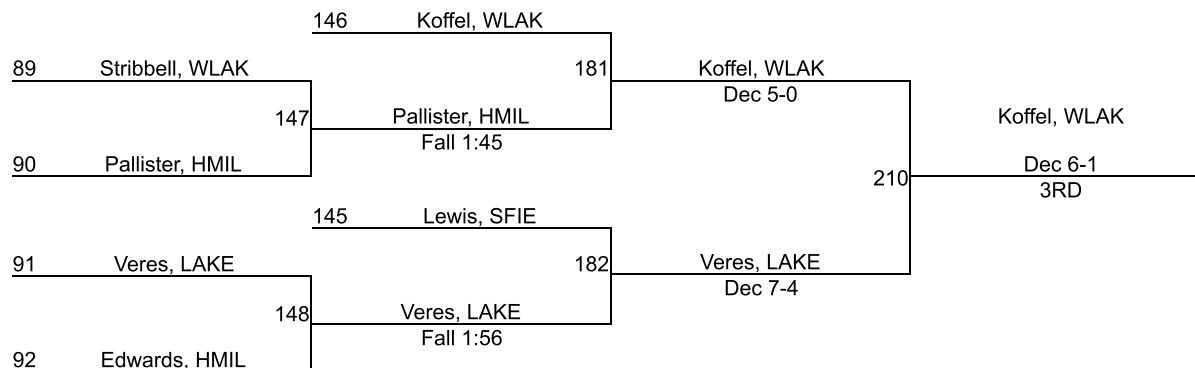 146 Koffel, WLAK
89 Stribbell, WLAK
181 Koffel, WLAK
Dec 5-0
147 Pallister, HMIL
Fall 1:45
Koffel, WLAK
90 Pallister, HMIL
Dec 6-1
210
3RD
145 Lewis, SFIE
91 Veres, LAKE
182 Veres, LAKE
Dec 7-4
148 Veres, LAKE
Fall 1:56
92 Edwards, HMIL